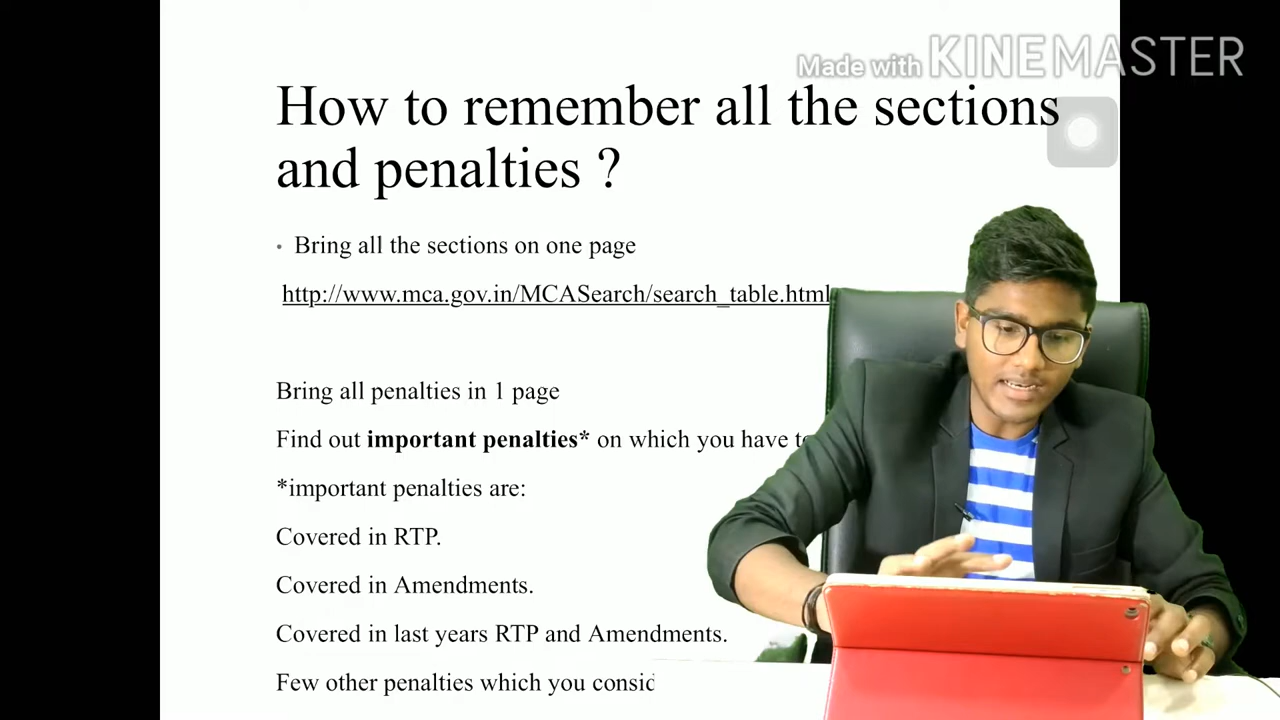 Made with KINEMASTER
How to remember all the sections
and penalties ?
• Bring all the sections on one page
http://www.mca.gov.in/MCASearch/search_table.html
Bring all penalties in 1 page
Find out important penalties* on which you have
*important penalties are:
Covered in RTP.
Covered in Amendments.
Covered in last years RTP and Amendments.
Few other penalties which you